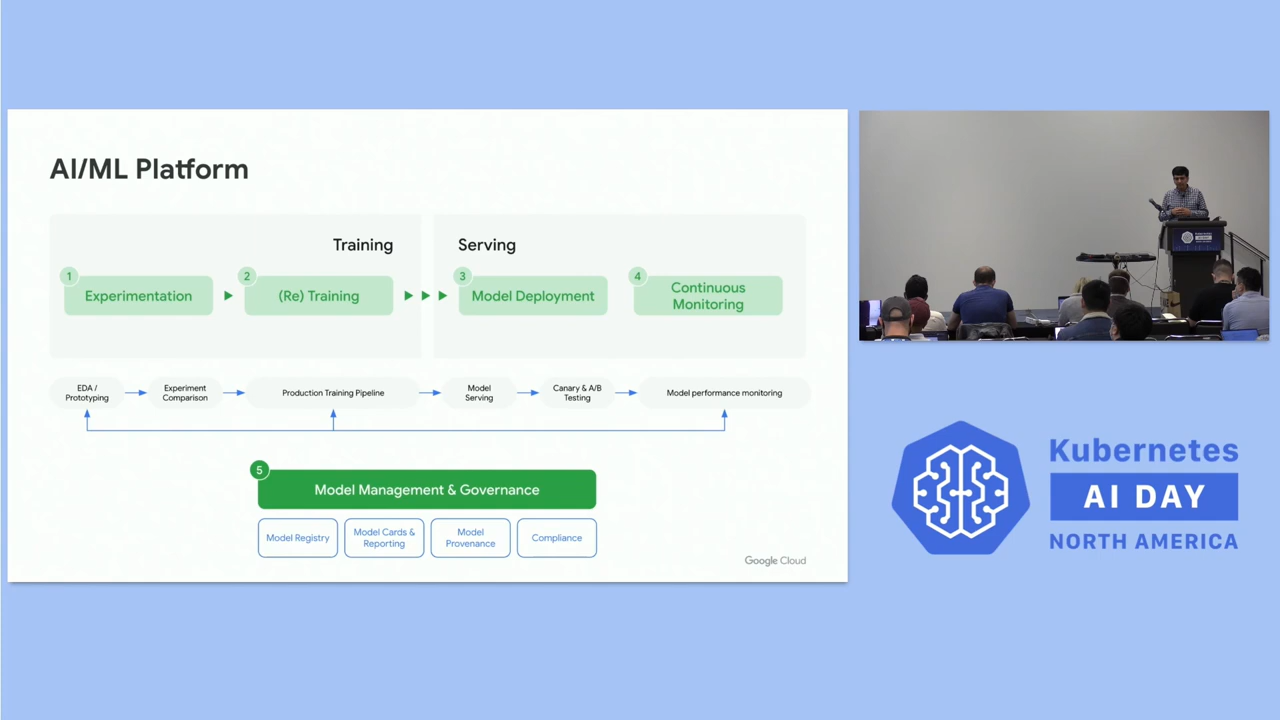 AI/ML Platform
Training
Serving
1
Experimentation
2
(Re) Training
3
Model Deployment
4
Continuous
Monitoring
EDA /
Prototyping
Experiment
Comparison
Production Training Pipeline
Model
Serving
Canary & A/B
Testing
Model performance monitoring
5
Model Management & Governance
Model Registry
Model Cards &
Reporting
Model
Provenance
Compliance
Google Cloud
Kubernetes
AI DAY
NORTH AMERICA